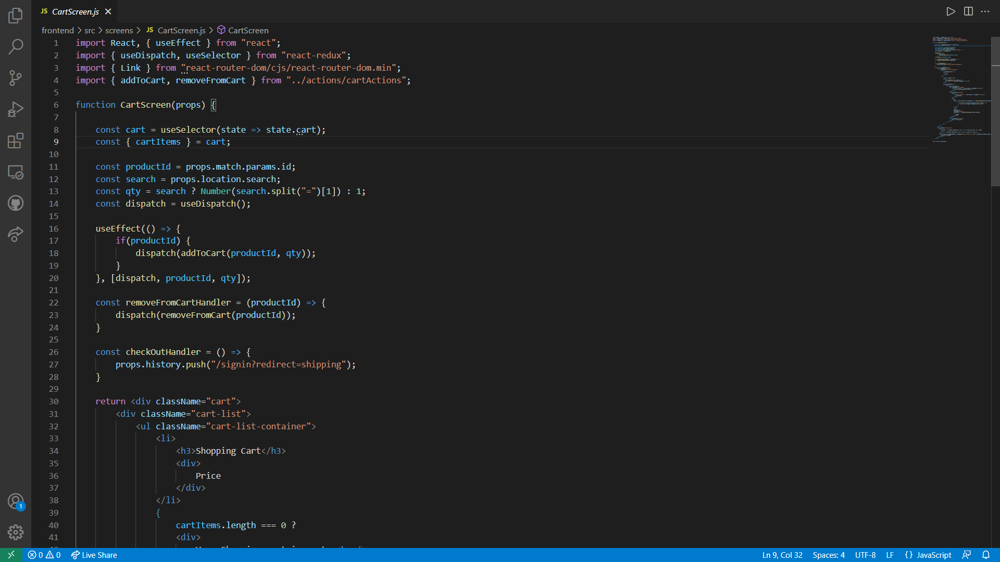 JS CartScreen.js
frontend > src > screens > JS CartScreen.js > CartScreen
1 import React, { useEffect } from "react";
2 import { useDispatch, useSelector } from "react-redux";
3 import { Link } from "react-router-dom/cjs/react-router-dom.min";
4 import { addToCart, removeFromCart } from "../actions/cartActions";
5
6 function CartScreen(props) {
7
8 const cart = useSelector(state => state.cart);
9 const { cartItems } = cart;
10
11 const productId = props.match.params.id;
12 const search = props.location.search;
13 const qty = search ? Number(search.split("=")[1]) : 1;
14 const dispatch = useDispatch();
15
16 useEffect(() => {
17 if(productId) {
18 dispatch(addToCart(productId, qty));
19 }
20 }, [dispatch, productId, qty]);
21
22 const removeFromCartHandler = (productId) => {
23 dispatch(removeFromCart(productId));
24 }
25
26 const checkOutHandler = () => {
27 props.history.push("/signin?redirect=shipping");
28 }
29
30 return <div className="cart">
31 <div className="cart-list">
32 <ul className="cart-list-container">
33 <li>
34 <h3>Shopping Cart</h3>
35 <div>
36 Price
37 </div>
38 </li>
39 {
40 cartItems.length === 0 ?
41 <div>
1
0 0 Live Share Ln 9, Col 32 Spaces: 4 UTF-8 LF {} JavaScript